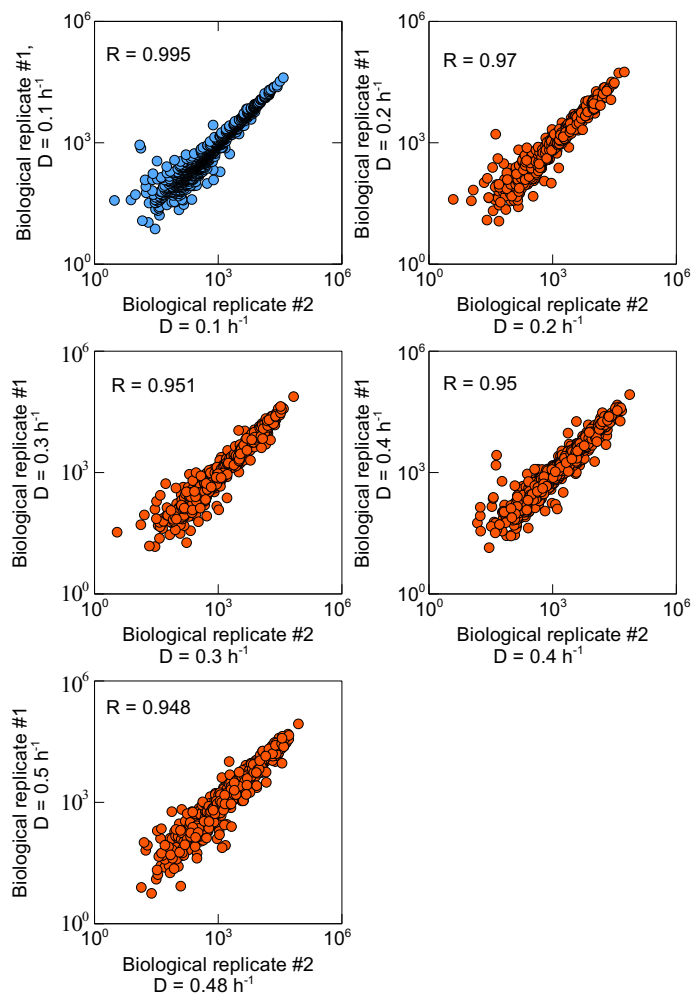 Biological replicate #1,
D = 0.1 h⁻¹
10⁶
10³
10⁰
R = 0.995
10⁰
10³
10⁶
Biological replicate #2
D = 0.1 h⁻¹
Biological replicate #1
D = 0.2 h⁻¹
10⁶
10³
10⁰
R = 0.97
10⁰
10³
10⁶
Biological replicate #2
D = 0.2 h⁻¹
Biological replicate #1
D = 0.3 h⁻¹
10⁶
10³
10⁰
R = 0.951
10⁰
10³
10⁶
Biological replicate #2
D = 0.3 h⁻¹
Biological replicate #1
D = 0.4 h⁻¹
10⁶
10³
10⁰
R = 0.95
10⁰
10³
10⁶
Biological replicate #2
D = 0.4 h⁻¹
Biological replicate #1
D = 0.5 h⁻¹
10⁶
10³
10⁰
R = 0.948
10⁰
10³
10⁶
Biological replicate #2
D = 0.48 h⁻¹